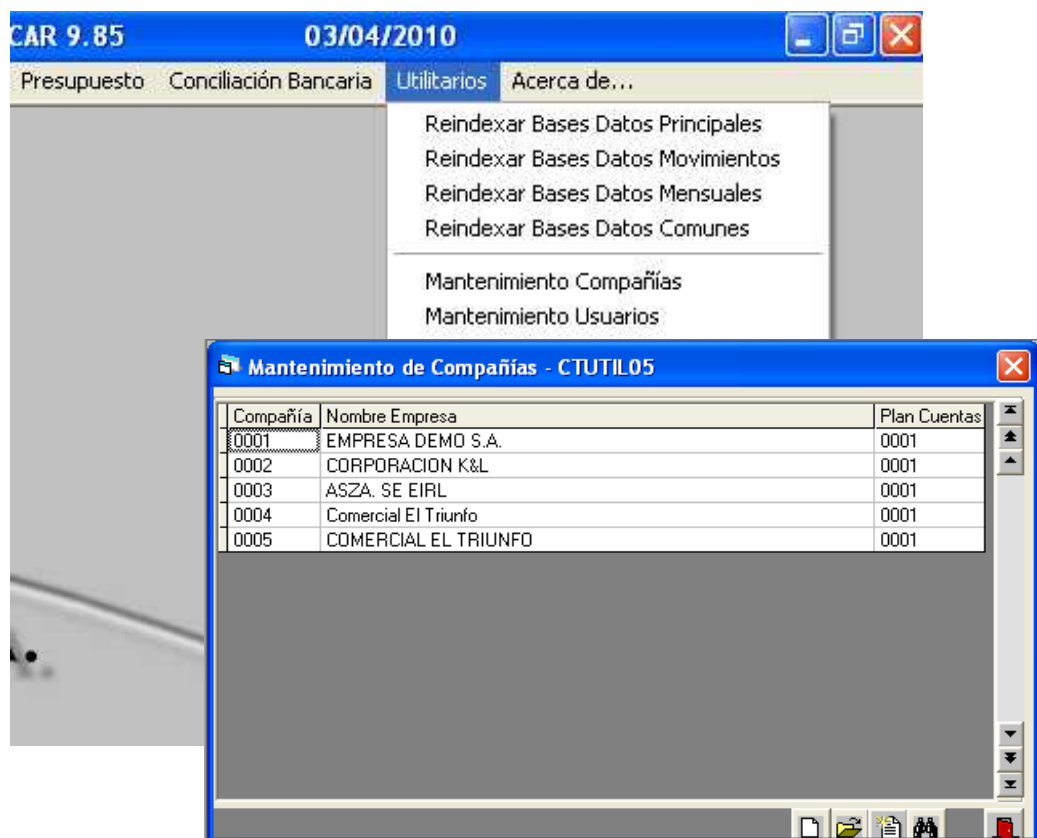 CAR 9.85 03/04/2010
Presupuesto Conciliación Bancaria Utilitarios Acerca de...
Reindexar Bases Datos Principales
Reindexar Bases Datos Movimientos
Reindexar Bases Datos Mensuales
Reindexar Bases Datos Comunes
Mantenimiento Compañías
Mantenimiento Usuarios
Mantenimiento de Compañías - CTUTIL05
Compañía Nombre Empresa Plan Cuentas
0001 EMPRESA DEMO S.A. 0001
0002 CORPORACION K&L 0001
0003 ASZA. SE EIRL 0001
0004 Comercial El Triunfo 0001
0005 COMERCIAL EL TRIUNFO 0001